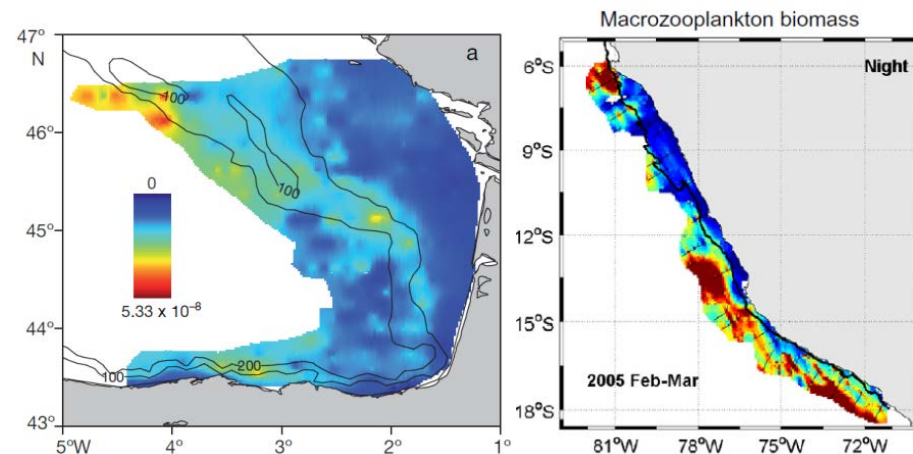 Macrozooplankton biomass
47°
N
46°
45°
44°
43°
5°W
4°
3°
2°
1°
a
100
100
200
100
0
5.33 x 10⁻⁸
6°S
9°S
12°S
15°S
18°S
81°W
78°W
75°W
72°W
Night
2005 Feb-Mar